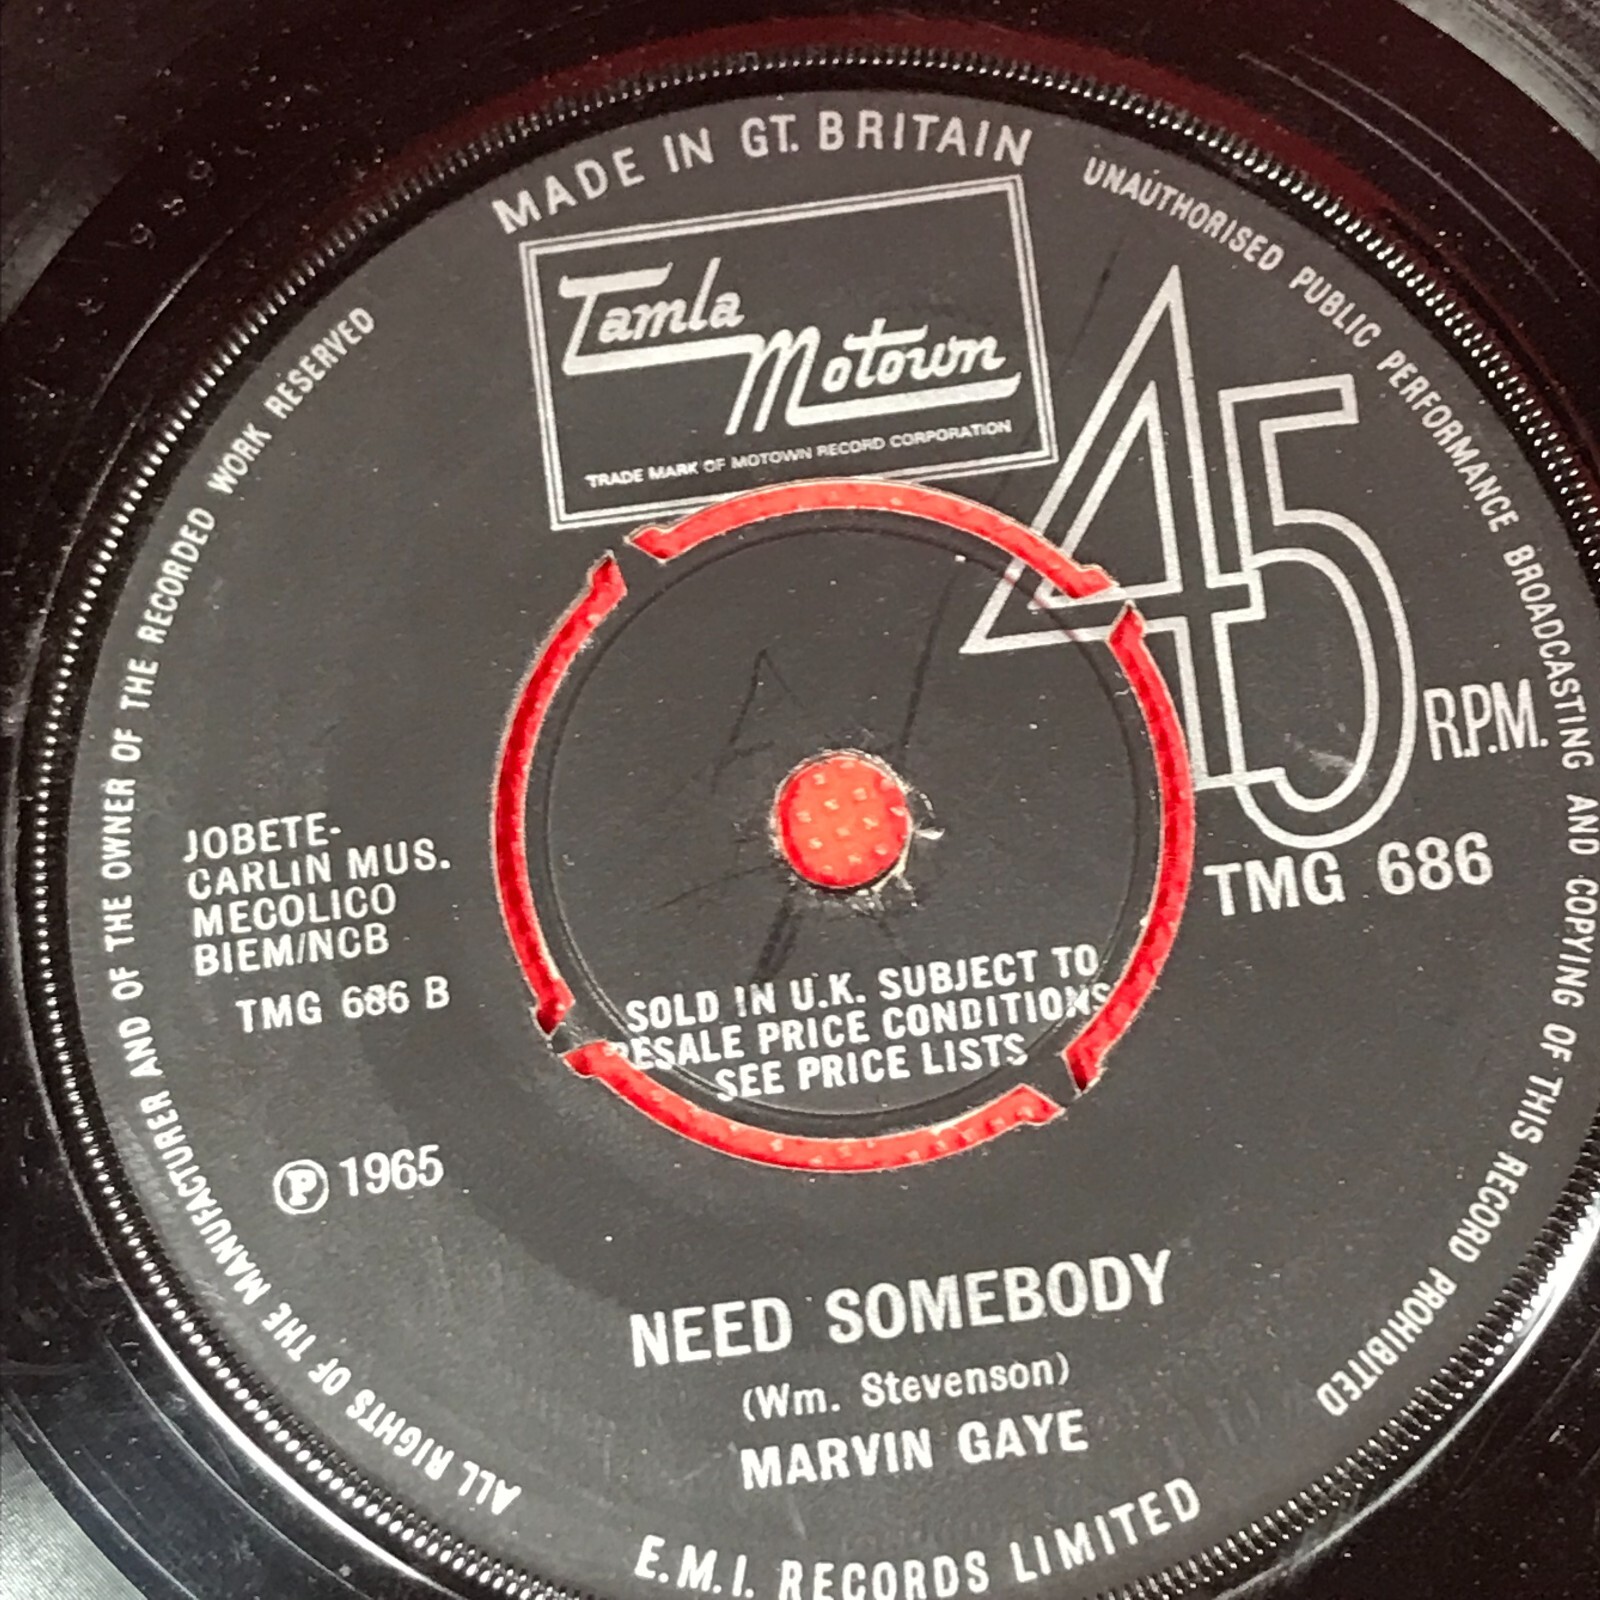 MADE IN GT. BRITAIN
UNAUTHORISED PUBLIC PERFORMANCE BROADCASTING AND COPYING OF THIS RECORD PROHIBITED
ALL RIGHTS OF THE MANUFACTURER AND OF THE OWNER OF THE RECORDED WORK RESERVED
Tamla
Motown
TRADE MARK OF MOTOWN RECORD CORPORATION
45
R.P.M.
TMG 686
JOBETE-
CARLIN MUS.
MECOLICO
BIEM/NCB
TMG 686 B
SOLD IN U.K. SUBJECT TO
RESALE PRICE CONDITIONS
SEE PRICE LISTS
Ⓟ 1965
NEED SOMEBODY
(Wm. Stevenson)
MARVIN GAYE
E.M.I. RECORDS LIMITED